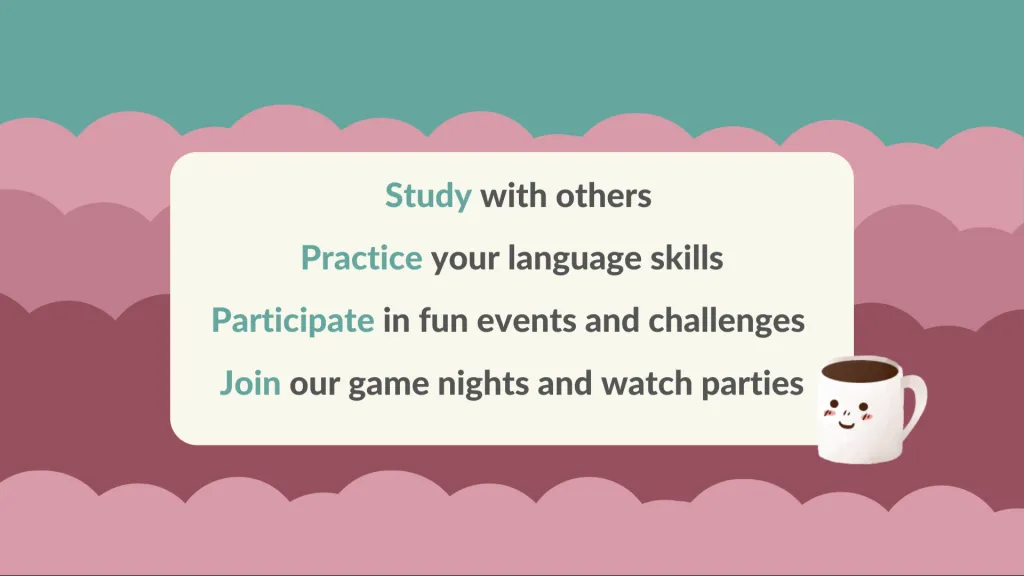 Study with others
Practice your language skills
Participate in fun events and challenges
Join our game nights and watch parties